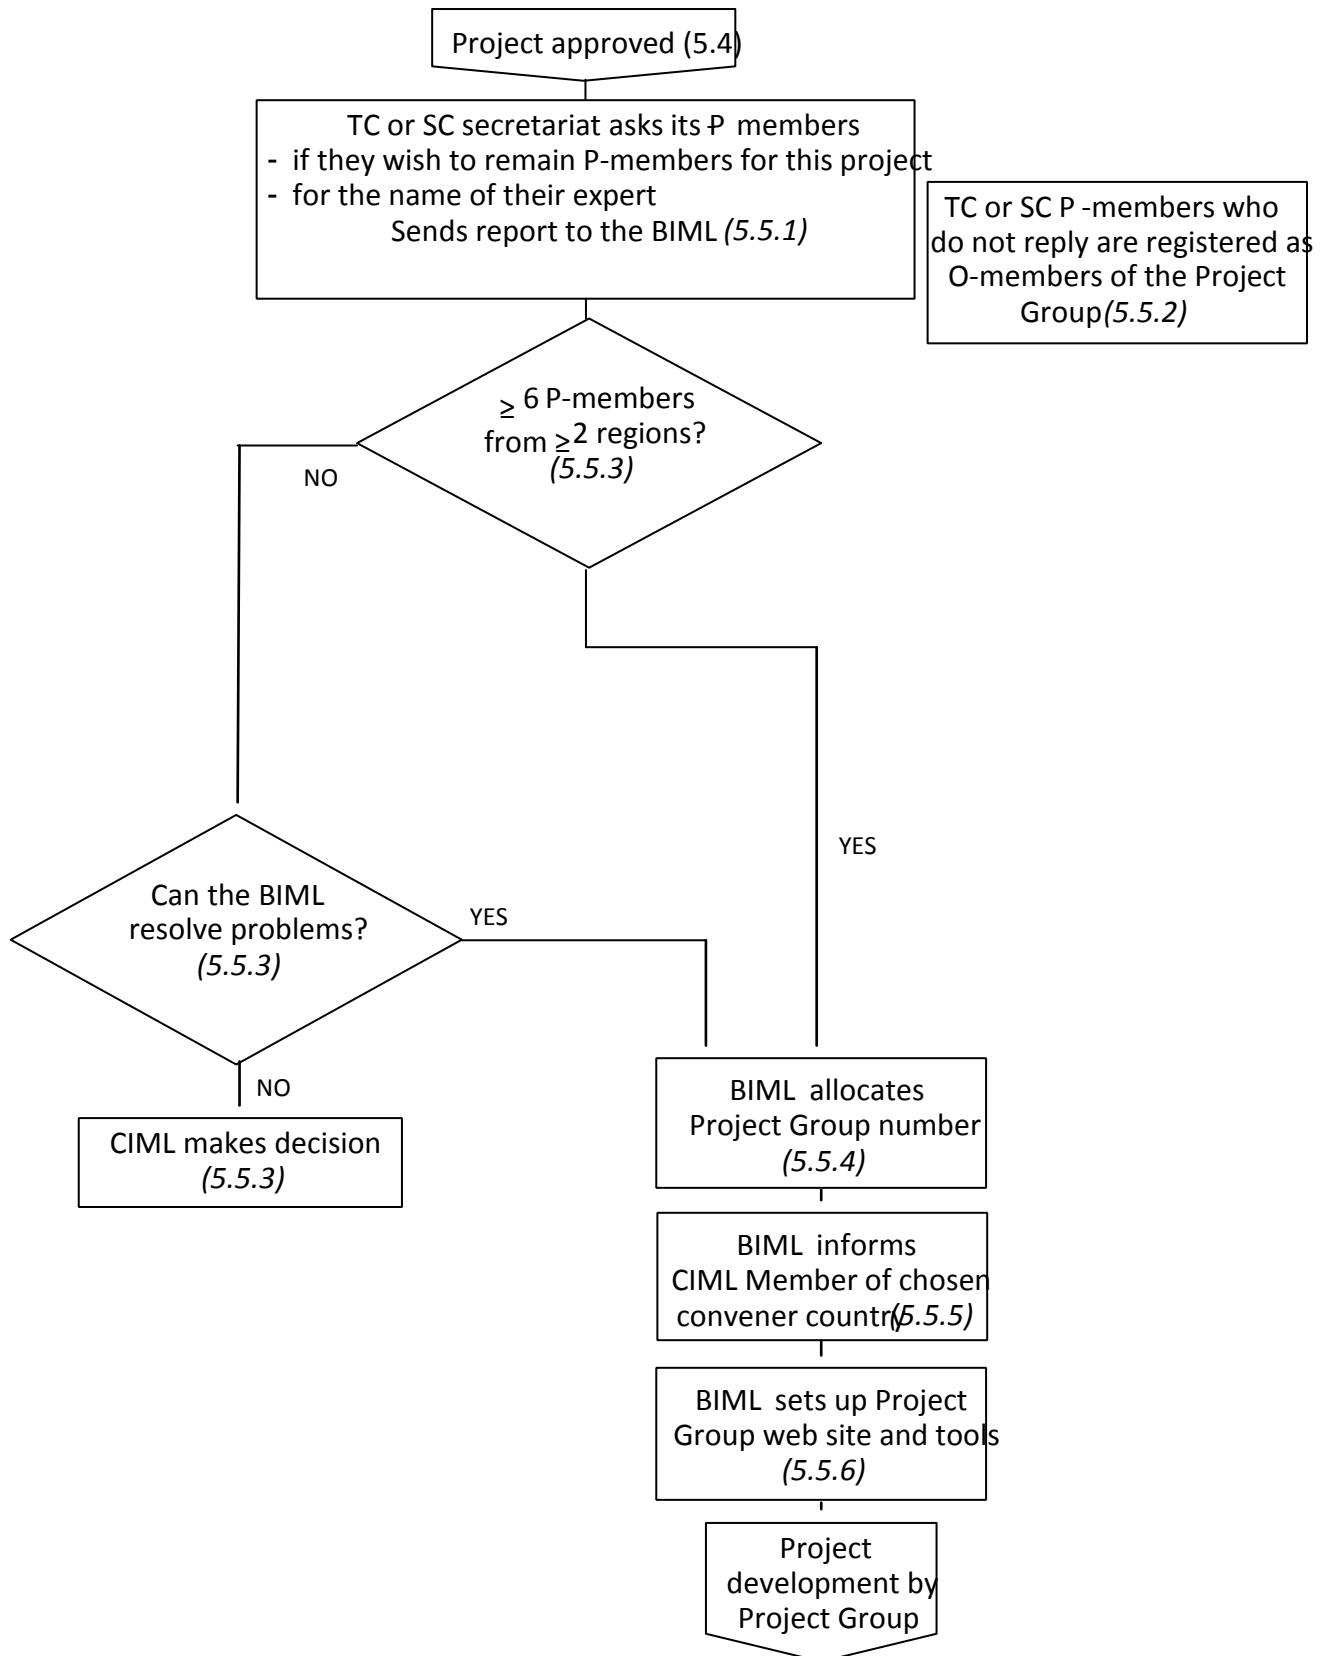 Project approved (5.4)
TC or SC secretariat asks its P members
- if they wish to remain P-members for this project
- for the name of their expert
Sends report to the BIML (5.5.1)
TC or SC P -members who
do not reply are registered as
O-members of the Project
Group(5.5.2)
≥ 6 P-members
from ≥2 regions?
(5.5.3)
NO
YES
Can the BIML
resolve problems?
(5.5.3)
YES
NO
CIML makes decision
(5.5.3)
BIML allocates
Project Group number
(5.5.4)
BIML informs
CIML Member of chosen
convener country(5.5.5)
BIML sets up Project
Group web site and tools
(5.5.6)
Project
development by
Project Group